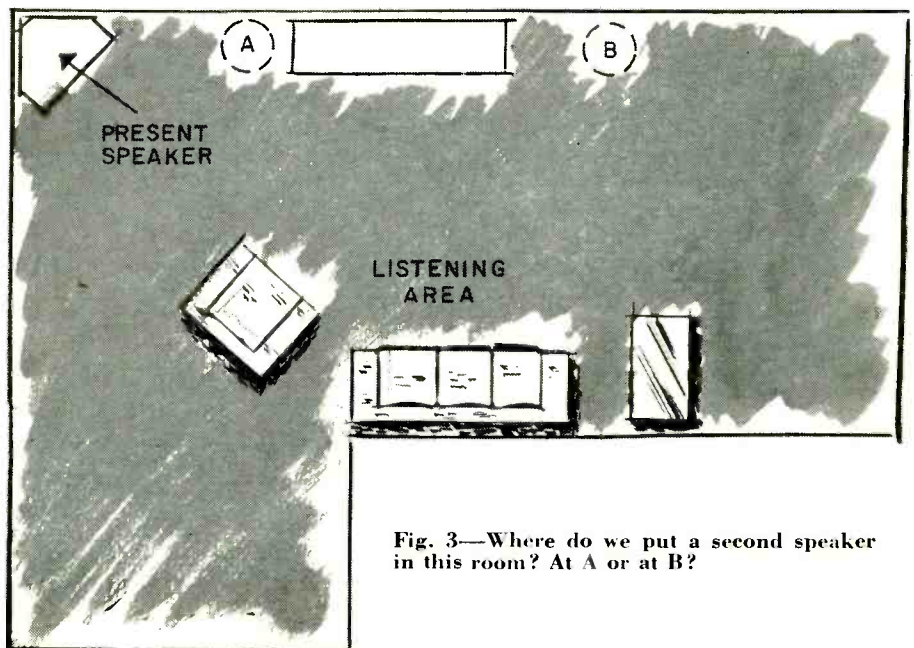 A
B
PRESENT
SPEAKER
LISTENING
AREA
Fig. 3—Where do we put a second speaker
in this room? At A or at B?